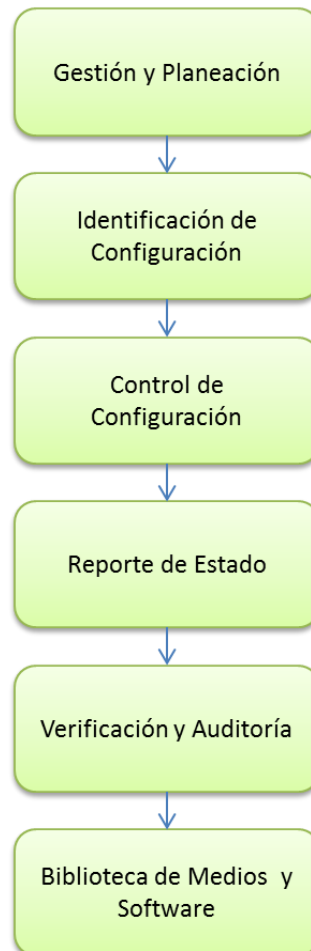 Gestión y Planeación
Identificación de
Configuración
Control de
Configuración
Reporte de Estado
Verificación y Auditoría
Biblioteca de Medios y
Software